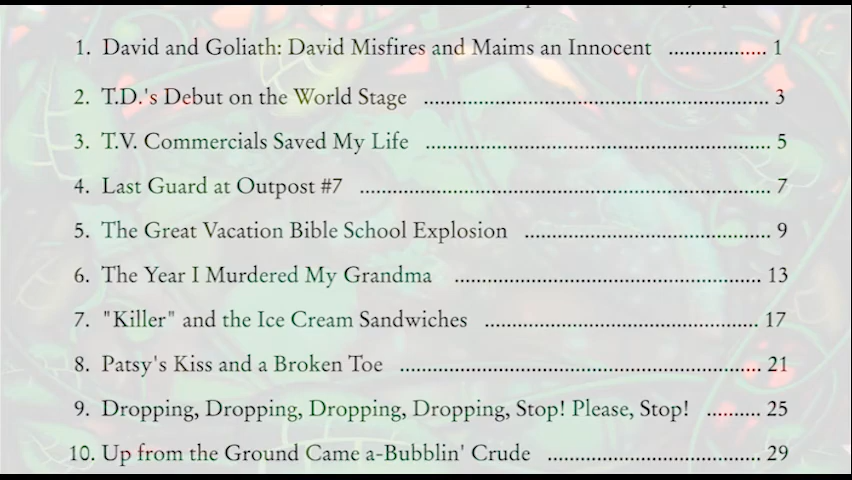 1. David and Goliath: David Misfires and Maims an Innocent .................. 1
2. T.D.'s Debut on the World Stage ................................................................ 3
3. T.V. Commercials Saved My Life ................................................................ 5
4. Last Guard at Outpost #7 ............................................................................ 7
5. The Great Vacation Bible School Explosion .............................................. 9
6. The Year I Murdered My Grandma ......................................................... 13
7. "Killer" and the Ice Cream Sandwiches ................................................... 17
8. Patsy's Kiss and a Broken Toe ................................................................... 21
9. Dropping, Dropping, Dropping, Dropping, Stop! Please, Stop! .......... 25
10. Up from the Ground Came a-Bubblin' Crude ........................................ 29